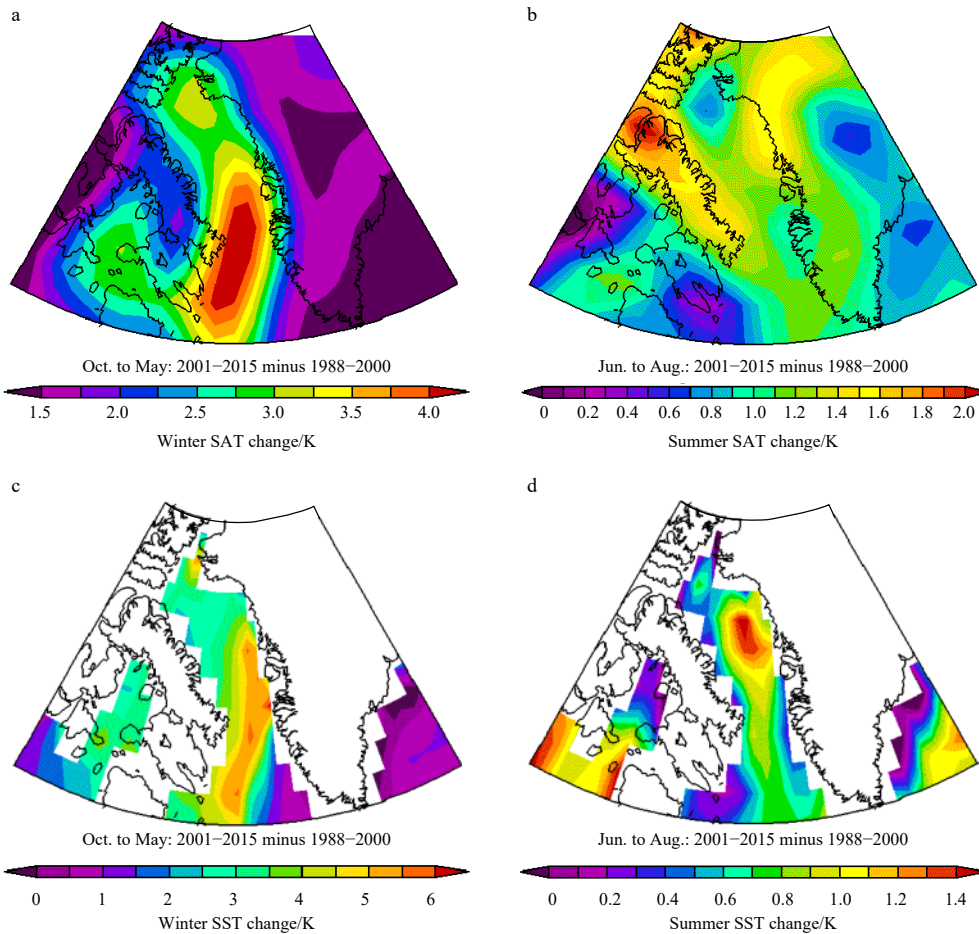 a
b
Oct. to May: 2001−2015 minus 1988−2000
Jun. to Aug.: 2001−2015 minus 1988−2000
1.5 2.0 2.5 3.0 3.5 4.0
0 0.2 0.4 0.6 0.8 1.0 1.2 1.4 1.6 1.8 2.0
Winter SAT change/K
Summer SAT change/K
c
d
Oct. to May: 2001−2015 minus 1988−2000
Jun. to Aug.: 2001−2015 minus 1988−2000
0 1 2 3 4 5 6
0 0.2 0.4 0.6 0.8 1.0 1.2 1.4
Winter SST change/K
Summer SST change/K